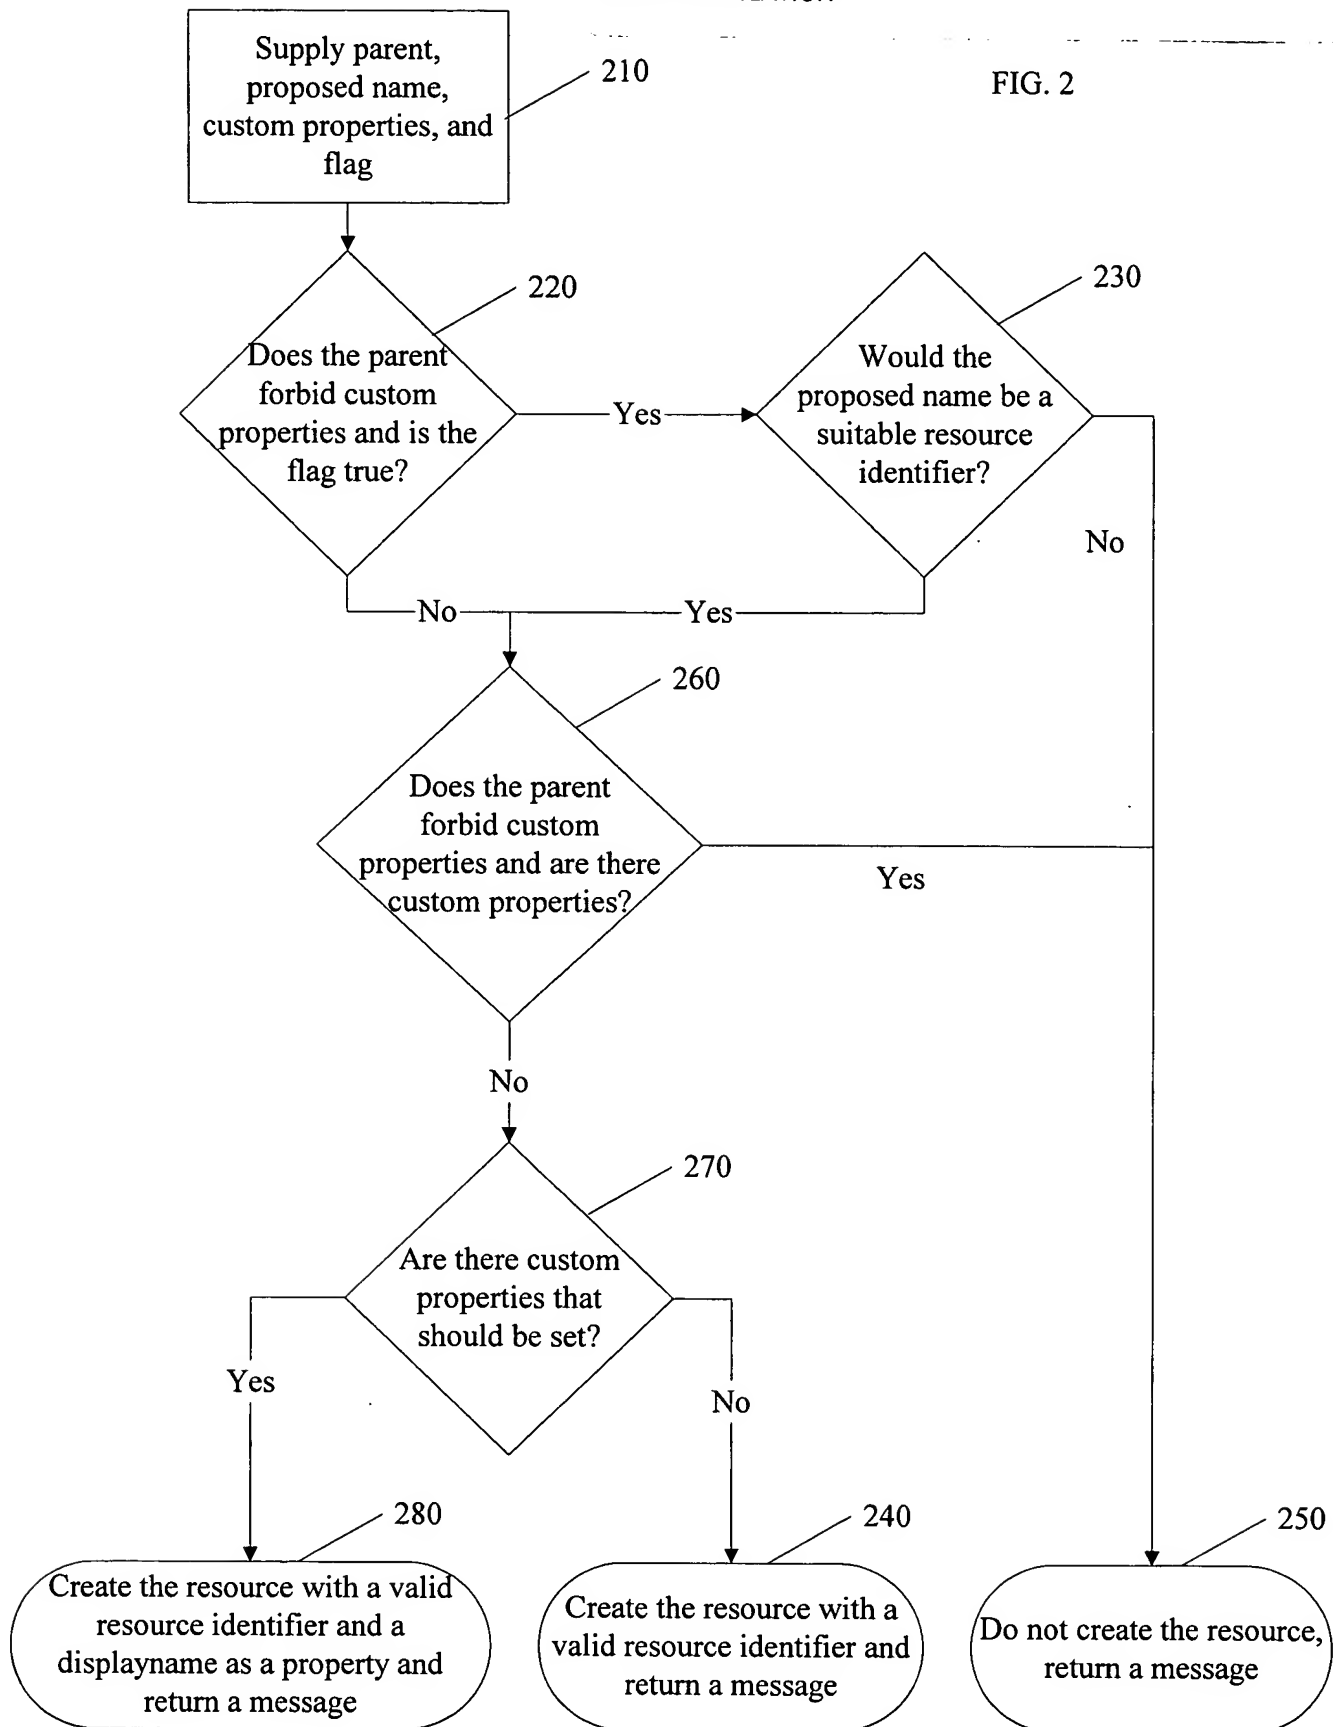 Supply parent,
proposed name,
custom properties, and
flag
210
FIG. 2
220
Does the parent
forbid custom
properties and is the
flag true?
Yes
230
Would the
proposed name be a
suitable resource
identifier?
No
No
Yes
260
Does the parent
forbid custom
properties and are there
custom properties?
Yes
No
270
Are there custom
properties that
should be set?
Yes
No
280
Create the resource with a valid
resource identifier and a
displayname as a property and
return a message
240
Create the resource with a
valid resource identifier and
return a message
250
Do not create the resource,
return a message